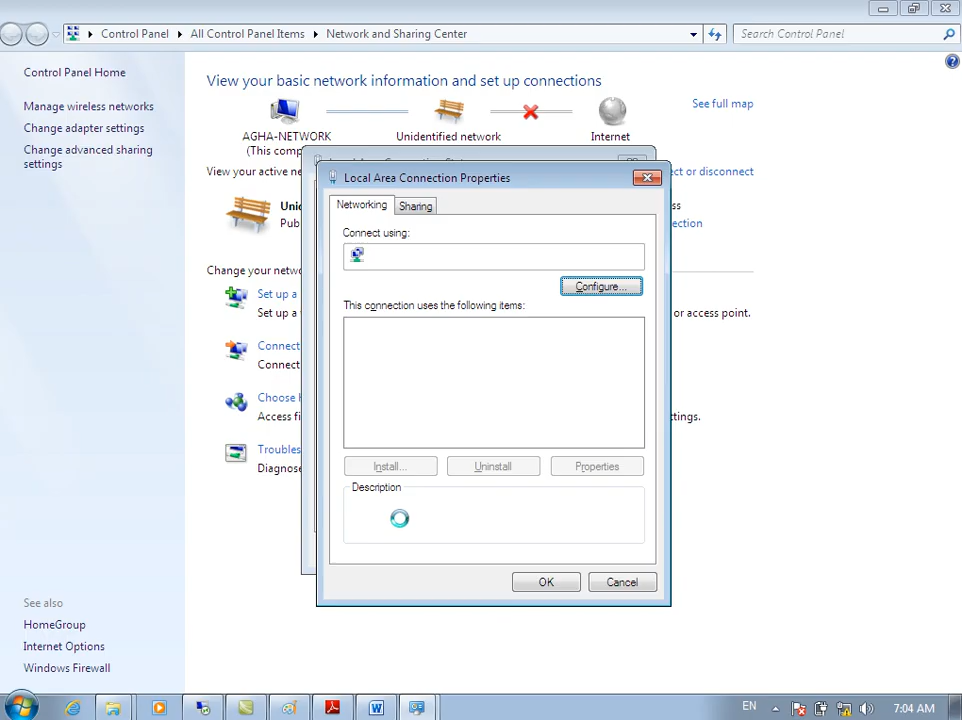 Control Panel
All Control Panel Items
Network and Sharing Center
Search Control Panel
Control Panel Home
Manage wireless networks
Change adapter settings
Change advanced sharing
settings
See also
HomeGroup
Internet Options
Windows Firewall
View your basic network information and set up connections
See full map
AGHA-NETWORK
(This comp
Unidentified network
Internet
View your active ne
ect or disconnect
Pub
ss
ection
Change your netwo
Set up a
Set up a
or access point.
Connect
Connect
Choose
Access fi
ttings.
Troubles
Diagnose
Local Area Connection Properties
Networking
Sharing
Connect using:
Configure...
This connection uses the following items:
Install...
Uninstall
Properties
Description
OK
Cancel
EN
7:04 AM